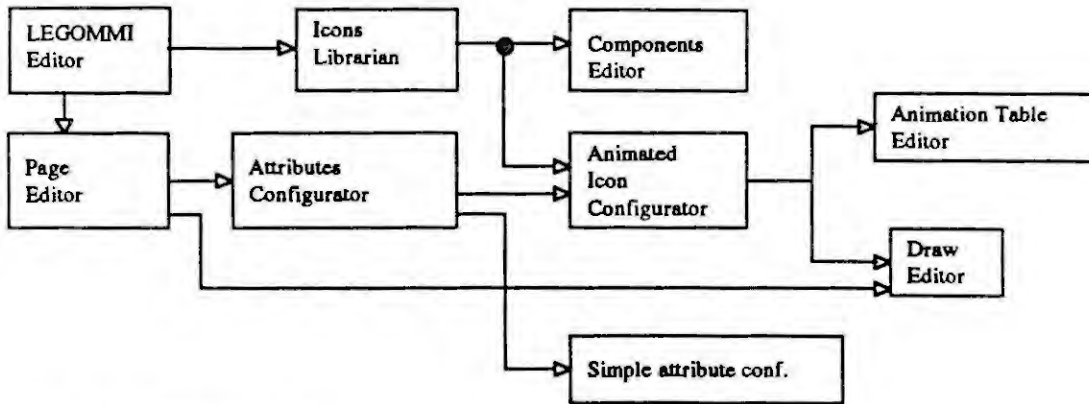 LEGOMMI
Editor
Icons
Librarian
Components
Editor
Animation Table
Editor
Page
Editor
Attributes
Configurator
Animated
Icon
Configurator
Draw
Editor
Simple attribute conf.